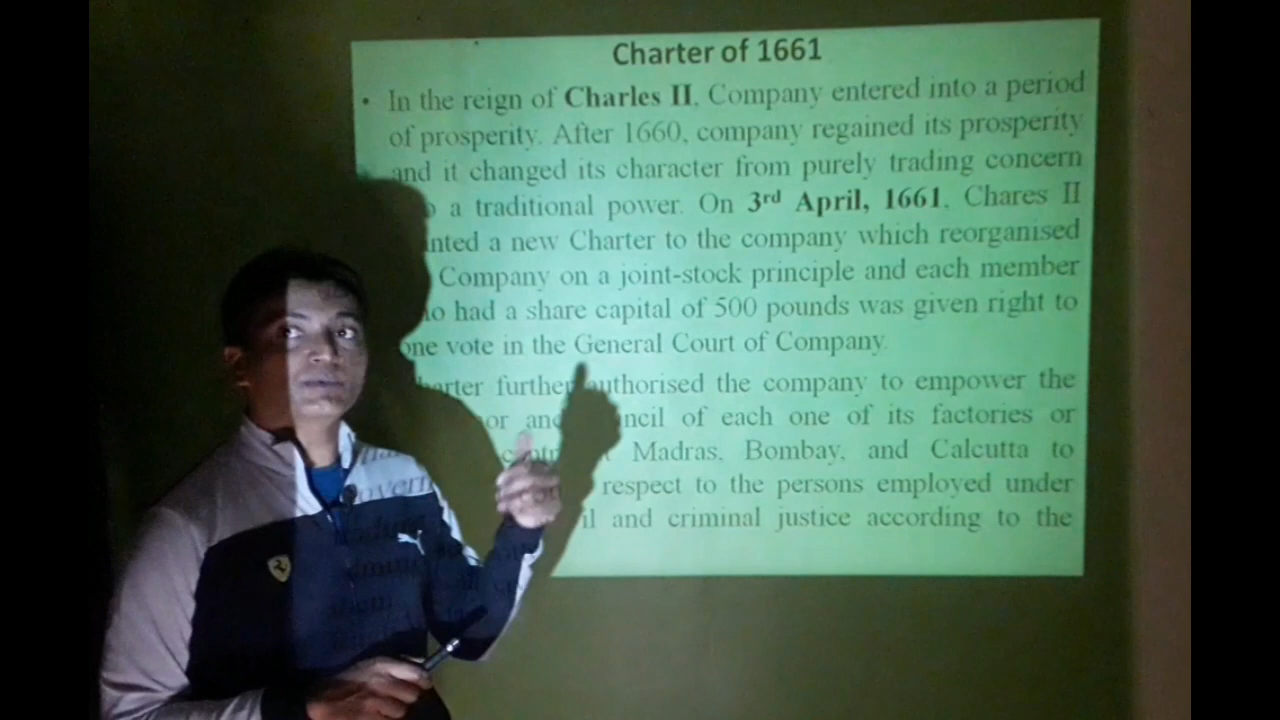 Charter of 1661
• In the reign of Charles II, Company entered into a period
of prosperity. After 1660, company regained its prosperity
and it changed its character from purely trading concern
a traditional power. On 3rd April, 1661, Chares II
nted a new Charter to the company which reorganised
Company on a joint-stock principle and each member
o had a share capital of 500 pounds was given right to
one vote in the General Court of Company.
arter further authorised the company to empower the
or and ncil of each one of its factories or
Madras, Bombay, and Calcutta to
respect to the persons employed under
il and criminal justice according to the